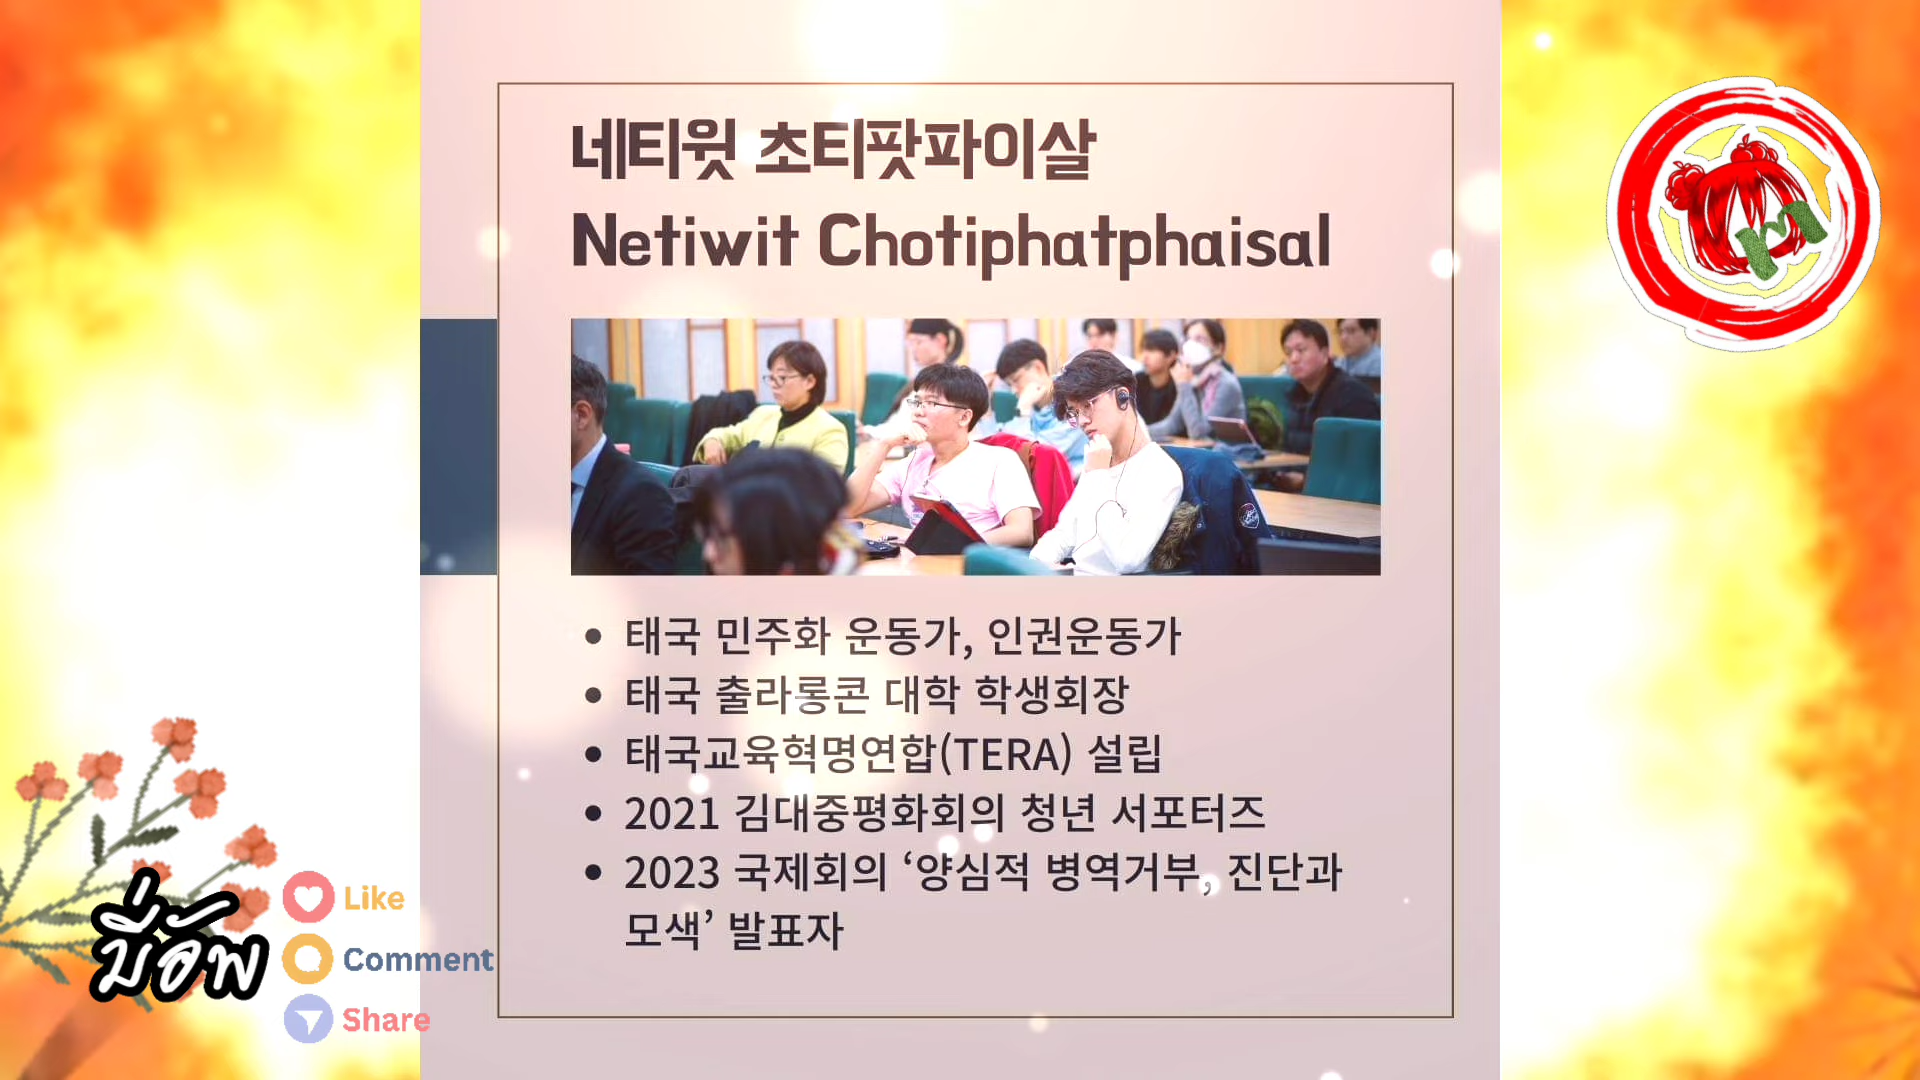 네티윗 초티팟파이살
Netiwit Chotiphatphaisal
• 태국 민주화 운동가, 인권운동가
• 태국 출라롱콘 대학 학생회장
• 태국교육혁명연합(TERA) 설립
• 2021 김대중평화회의 청년 서포터즈
• 2023 국제회의 ‘양심적 병역거부, 진단과
모색’ 발표자
มี่อัพ
Like
Comment
Share